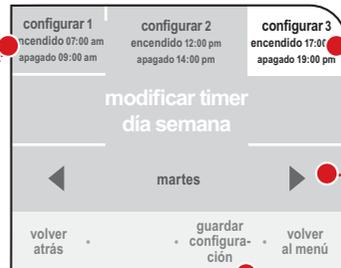 configurar 1
encendido 07:00 am
apagado 09:00 am
configurar 2
encendido 12:00 pm
apagado 14:00 pm
configurar 3
encendido 17:00 pm
apagado 19:00 pm
modificar timer
día semana
martes
volver
atrás
guardar
configura-
ción
volver
al menú